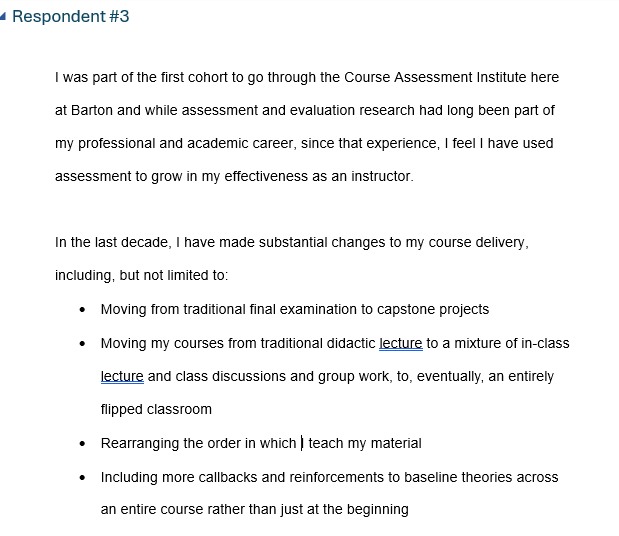 Respondent #3
I was part of the first cohort to go through the Course Assessment Institute here
at Barton and while assessment and evaluation research had long been part of
my professional and academic career, since that experience, I feel I have used
assessment to grow in my effectiveness as an instructor.
In the last decade, I have made substantial changes to my course delivery,
including, but not limited to:
• Moving from traditional final examination to capstone projects
• Moving my courses from traditional didactic lecture to a mixture of in-class
lecture and class discussions and group work, to, eventually, an entirely
flipped classroom
• Rearranging the order in which I teach my material
• Including more callbacks and reinforcements to baseline theories across
an entire course rather than just at the beginning